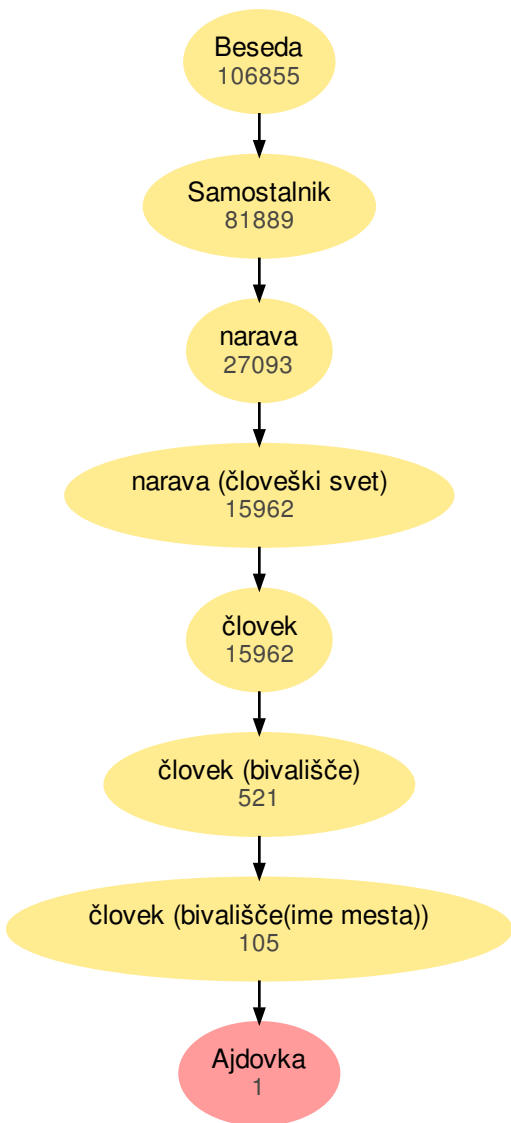 Beseda
106855
Samostalnik
81889
narava
27093
narava (človeški svet)
15962
človek
15962
človek (bivališče)
521
človek (bivališče(ime mesta))
105
Ajdovka
1